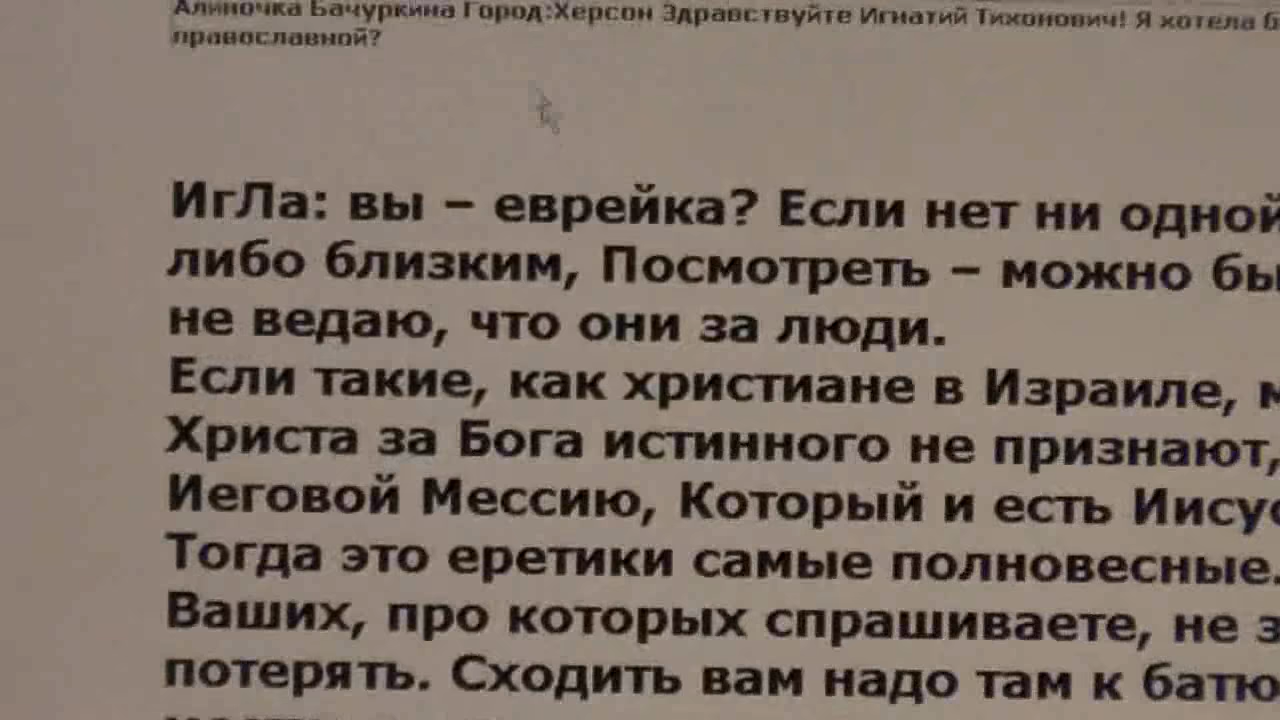 Алиночка Бачуркина Город:Херсон Здравствуйте Игнатий Тихонович! Я хотела
православной?
ИгЛа: вы – еврейка? Если нет ни одной
либо близким, Посмотреть – можно
не ведаю, что они за люди.
Если такие, как христиане в Израиле,
Христа за Бога истинного не признают,
Иеговой Мессию, Который и есть
Тогда это еретики самые полновесные.
Ваших, про которых спрашиваете, не
потерять. Сходить вам надо там к